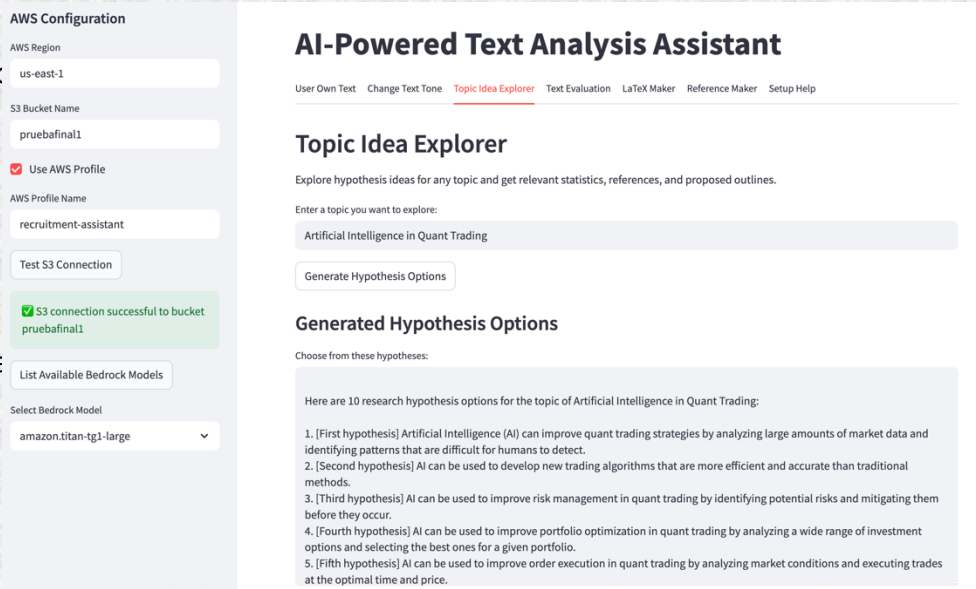 AWS Configuration
AWS Region
us-east-1
S3 Bucket Name
pruebafinal1
Use AWS Profile
AWS Profile Name
recruitment-assistant
Test S3 Connection
✅ S3 connection successful to bucket
pruebafinal1
List Available Bedrock Models
Select Bedrock Model
amazon.titan-tg1-large
AI-Powered Text Analysis Assistant
User Own Text Change Text Tone Topic Idea Explorer Text Evaluation LaTeX Maker Reference Maker Setup Help
Topic Idea Explorer
Explore hypothesis ideas for any topic and get relevant statistics, references, and proposed outlines.
Enter a topic you want to explore:
Artificial Intelligence in Quant Trading
Generate Hypothesis Options
Generated Hypothesis Options
Choose from these hypotheses:
Here are 10 research hypothesis options for the topic of Artificial Intelligence in Quant Trading:
1. [First hypothesis] Artificial Intelligence (AI) can improve quant trading strategies by analyzing large amounts of market data and
identifying patterns that are difficult for humans to detect.
2. [Second hypothesis] AI can be used to develop new trading algorithms that are more efficient and accurate than traditional
methods.
3. [Third hypothesis] AI can be used to improve risk management in quant trading by identifying potential risks and mitigating them
before they occur.
4. [Fourth hypothesis] AI can be used to improve portfolio optimization in quant trading by analyzing a wide range of investment
options and selecting the best ones for a given portfolio.
5. [Fifth hypothesis] AI can be used to improve order execution in quant trading by analyzing market conditions and executing trades
at the optimal time and price.